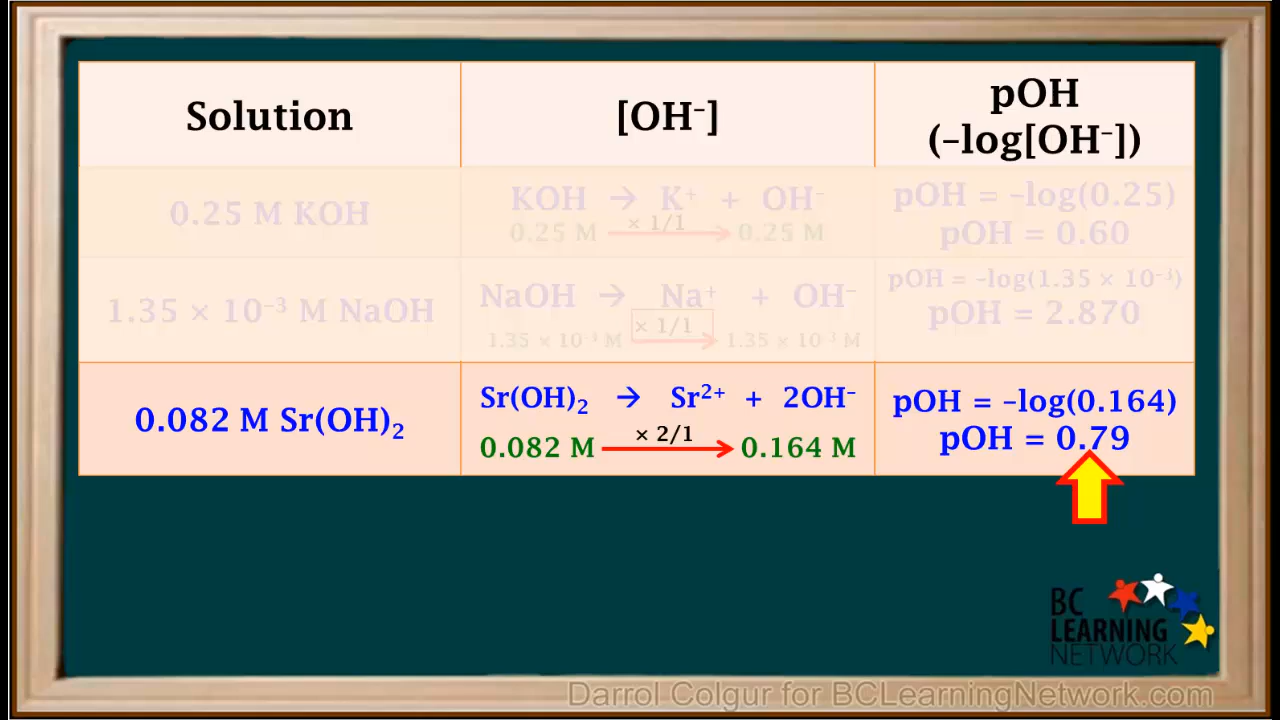 Solution
[OH⁻]
pOH
(–log[OH⁻])
0.25 M KOH
KOH → K⁺ + OH⁻
0.25 M × 1/1 0.25 M
pOH = –log(0.25)
pOH = 0.60
1.35 × 10⁻³ M NaOH
NaOH → Na⁺ + OH⁻
1.35 × 10⁻³ M × 1/1 1.35 × 10⁻³ M
pOH = –log(1.35 × 10⁻³)
pOH = 2.870
0.082 M Sr(OH)₂
Sr(OH)₂ → Sr²⁺ + 2OH⁻
0.082 M × 2/1 0.164 M
pOH = –log(0.164)
pOH = 0.79
BC
LEARNING
NETWORK
Darrol Colgur for BCLearningNetwork.com